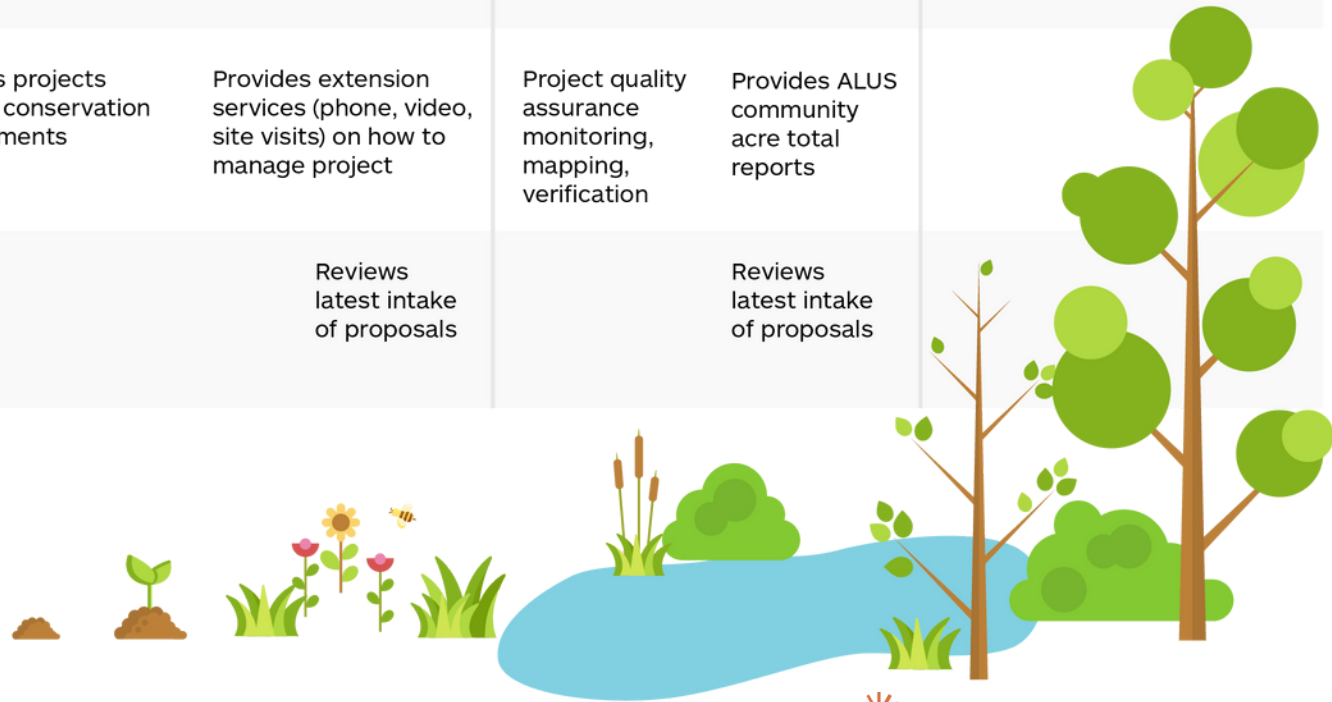 projects
conservation
Provides extension
services (phone, video,
site visits) on how to
manage project
Project quality
assurance
monitoring,
mapping,
verification
Provides ALUS
community
acre total
reports
Reviews
latest intake
of proposals
Reviews
latest intake
of proposals